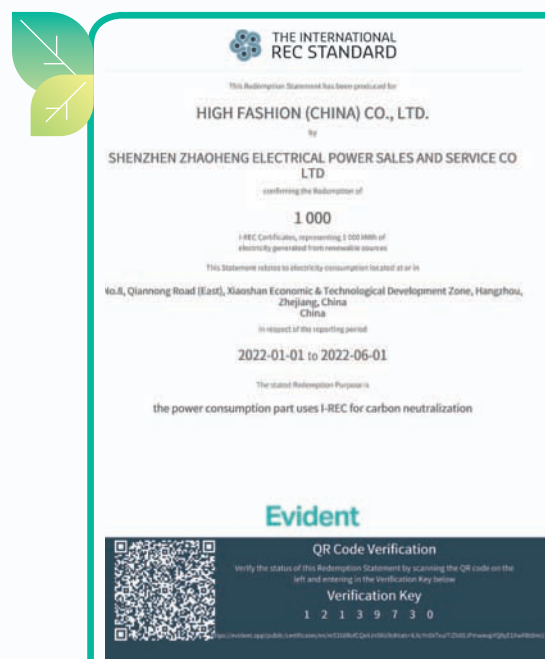 THE INTERNATIONAL
REC STANDARD
This Redemption Statement has been produced for
HIGH FASHION (CHINA) CO., LTD.
by
SHENZHEN ZHAOHENG ELECTRICAL POWER SALES AND SERVICE CO
LTD
confirming the Redemption of
1 000
I-REC Certificates, representing 1 000 MWh of
electricity generated from renewable sources
This Statement relates to electricity consumption located at or in
No.8, Qiannong Road (East), Xiaoshan Economic & Technological Development Zone, Hangzhou,
Zhejiang, China
China
in respect of the reporting period
2022-01-01 to 2022-06-01
The stated Redemption Purpose is
the power consumption part uses I-REC for carbon neutralization
Evident
QR Code Verification
Verify the status of this Redemption Statement by scanning the QR code on the
left and entering in the Verification Key below
Verification Key
1 2 1 3 9 7 3 0